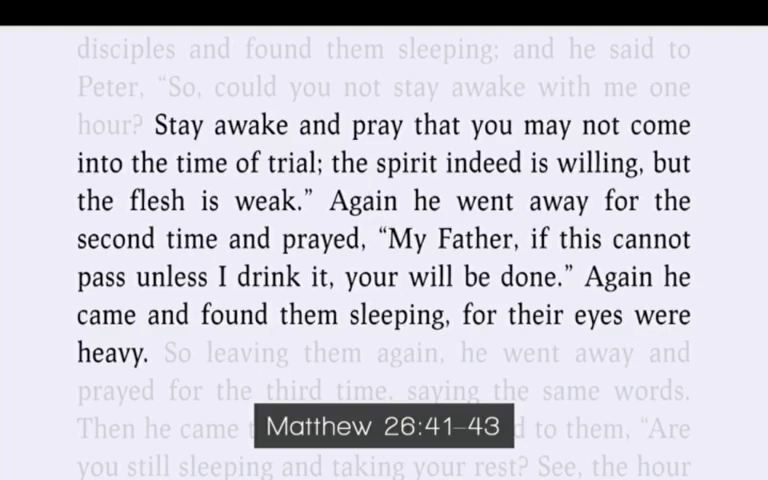 disciples and found them sleeping; and he said to
Peter, “So, could you not stay awake with me one
hour? Stay awake and pray that you may not come
into the time of trial; the spirit indeed is willing, but
the flesh is weak.” Again he went away for the
second time and prayed, “My Father, if this cannot
pass unless I drink it, your will be done.” Again he
came and found them sleeping, for their eyes were
heavy. So leaving them again, he went away and
prayed for the third time, saying the same words.
Then he came to them, “Are
Matthew 26:41–43
you still sleeping and taking your rest? See, the hour